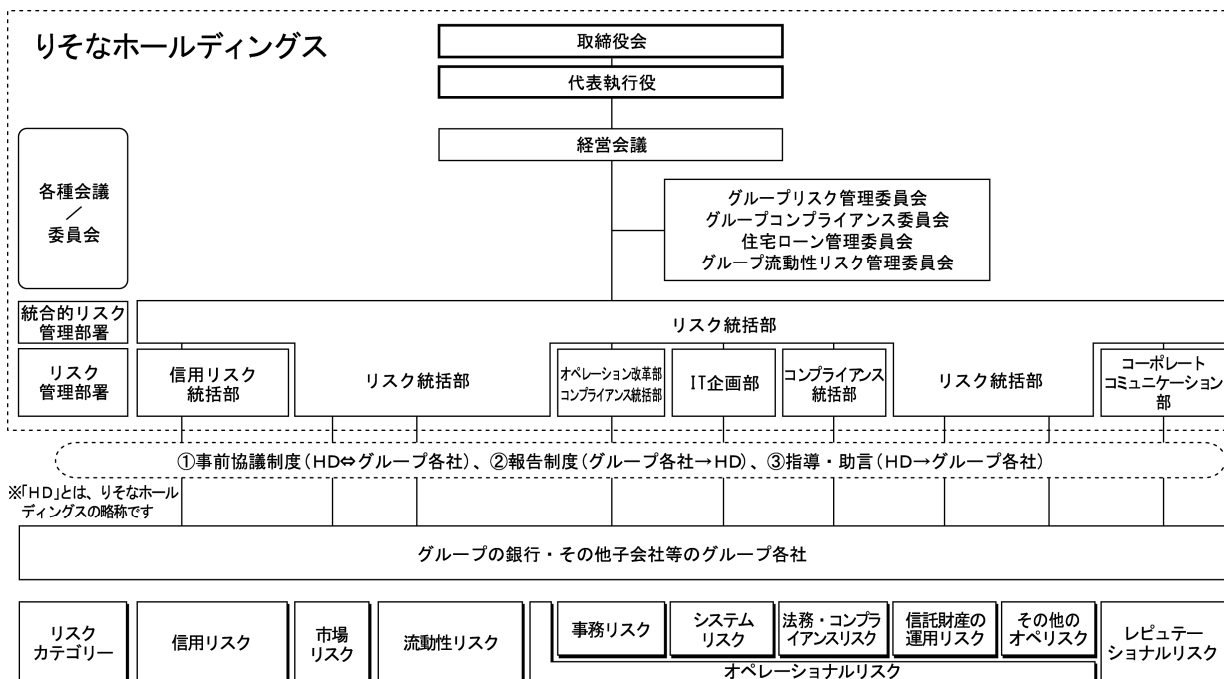 りそなホールディングス
取締役会
代表執行役
経営会議
各種会議
／
委員会
グループリスク管理委員会
グループコンプライアンス委員会
住宅ローン管理委員会
グループ流動性リスク管理委員会
統合的リスク
管理部署
リスク統括部
リスク
管理部署
信用リスク
統括部
リスク統括部
オペレーション改革部
コンプライアンス統括部
IT企画部
コンプライアンス
統括部
リスク統括部
コーポレート
コミュニケーション
部
①事前協議制度(HD⇔グループ各社)、②報告制度(グループ各社→HD)、③指導・助言(HD→グループ各社)
※「HD」とは、りそなホール
ディングスの略称です
グループの銀行・その他子会社等のグループ各社
リスク
カテゴリー
信用リスク
市場
リスク
流動性リスク
事務リスク
システム
リスク
法務・コンプラ
イアンスリスク
信託財産の
運用リスク
その他の
オペリスク
オペレーショナルリスク
レピュテー
ショナルリスク